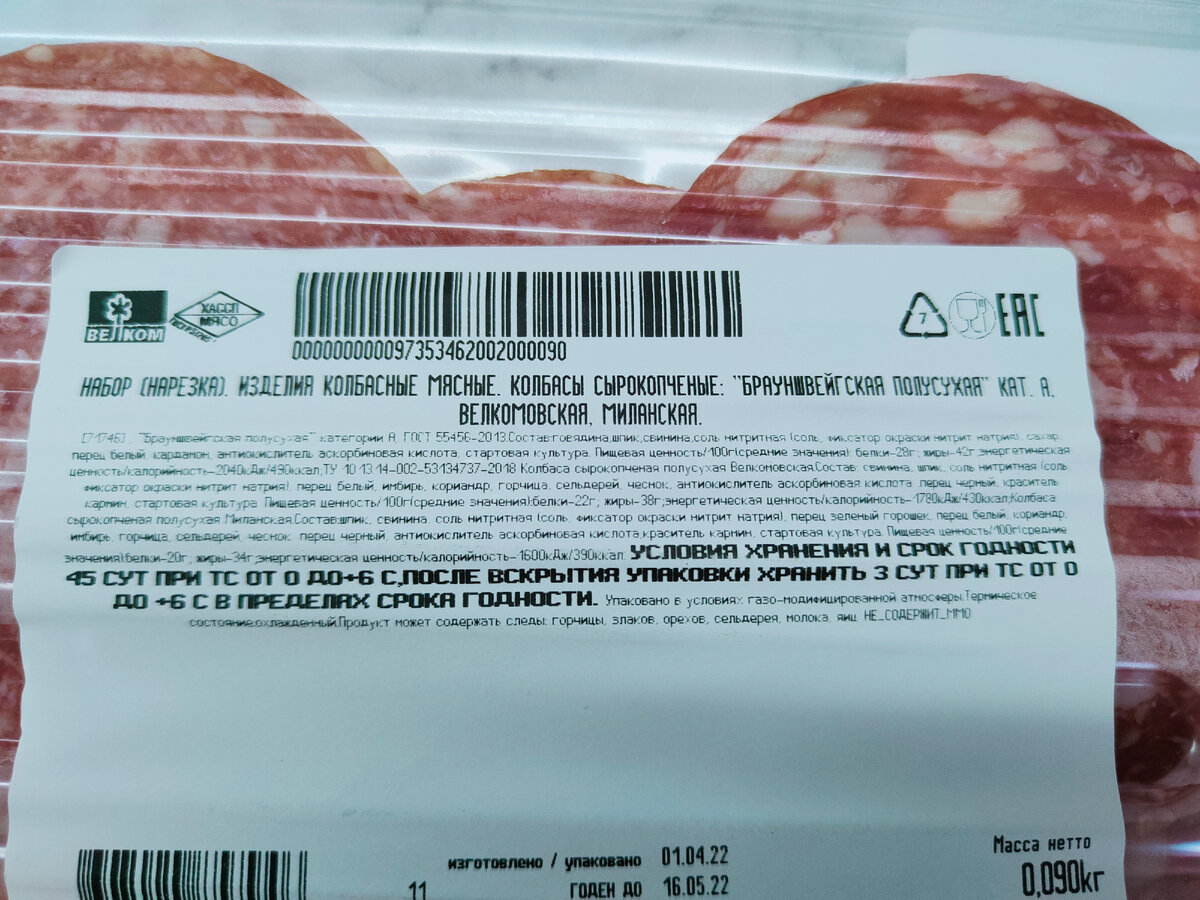 ВЕЛКОМ
ХАССП
МЯСО
7
ЕАС
0000000000973534620020​00090
НАБОР (НАРЕЗКА). ИЗДЕЛИЯ КОЛБАСНЫЕ МЯСНЫЕ. КОЛБАСЫ СЫРОКОПЧЕНЫЕ: "БРАУНШВЕЙГСКАЯ ПОЛУСУХАЯ" КАТ. А,
ВЕЛКОМОВСКАЯ, МИЛАНСКАЯ.
(71746) , "Брауншвейгская полусухая" категории А, ГОСТ 55456-2013.Состав:говядина,шпик,свинина,соль нитритная (соль, фиксатор окраски нитрит натрия), сахар,
перец белый, кардамон, антиокислитель аскорбиновая кислота, стартовая культура. Пищевая ценность/100г(средние значения): белки-28г; жиры-42г,энергетическая
ценность/калорийность-2040кДж/490ккал,ТУ 10.13.14-002-53134737-2018 Колбаса сырокопченая полусухая Велкомовская.Состав: свинина, шпик, соль нитритная (соль,
фиксатор окраски нитрит натрия), перец белый, имбирь, кориандр, горчица, сельдерей, чеснок, антиокислитель аскорбиновая кислота ,перец черный, краситель
кармин, стартовая культура. Пищевая ценность/100г(средние значения):белки-22г; жиры-38г;энергетическая ценность/калорийность-1780кДж/430ккал;Колбаса
сырокопченая полусухая Миланская.Состав:шпик, свинина, соль нитритная (соль, фиксатор окраски нитрит натрия), перец зеленый горошек, перец белый, кориандр,
имбирь, горчица, сельдерей, чеснок, перец черный, антиокислитель аскорбиновая кислота,краситель кармин, стартовая культура. Пищевая ценность/100г(средние
значения):белки-20г; жиры-34г;энергетическая ценность/калорийность-1600кДж/390ккал. УСЛОВИЯ ХРАНЕНИЯ И СРОК ГОДНОСТИ
45 СУТ ПРИ ТС ОТ 0 ДО+6 С,ПОСЛЕ ВСКРЫТИЯ УПАКОВКИ ХРАНИТЬ 3 СУТ ПРИ ТС ОТ 0
ДО +6 С В ПРЕДЕЛАХ СРОКА ГОДНОСТИ. Упаковано в условиях газо-модифицированной атмосферы.Термическое
состояние:охлажденный.Продукт может содержать следы: горчицы, злаков, орехов, сельдерея, молока, яиц. НЕ_СОДЕРЖИТ_ММО
изготовлено / упаковано 01.04.22
Масса нетто
11
ГОДЕН ДО 16.05.22
0,090кг